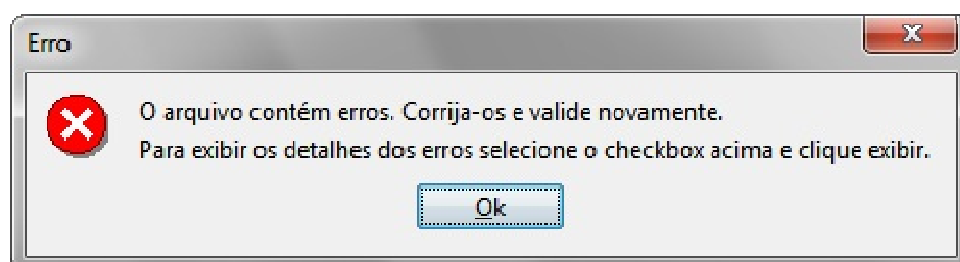 Erro
O arquivo contém erros. Corrija-os e valide novamente.
Para exibir os detalhes dos erros selecione o checkbox acima e clique exibir.
Ok